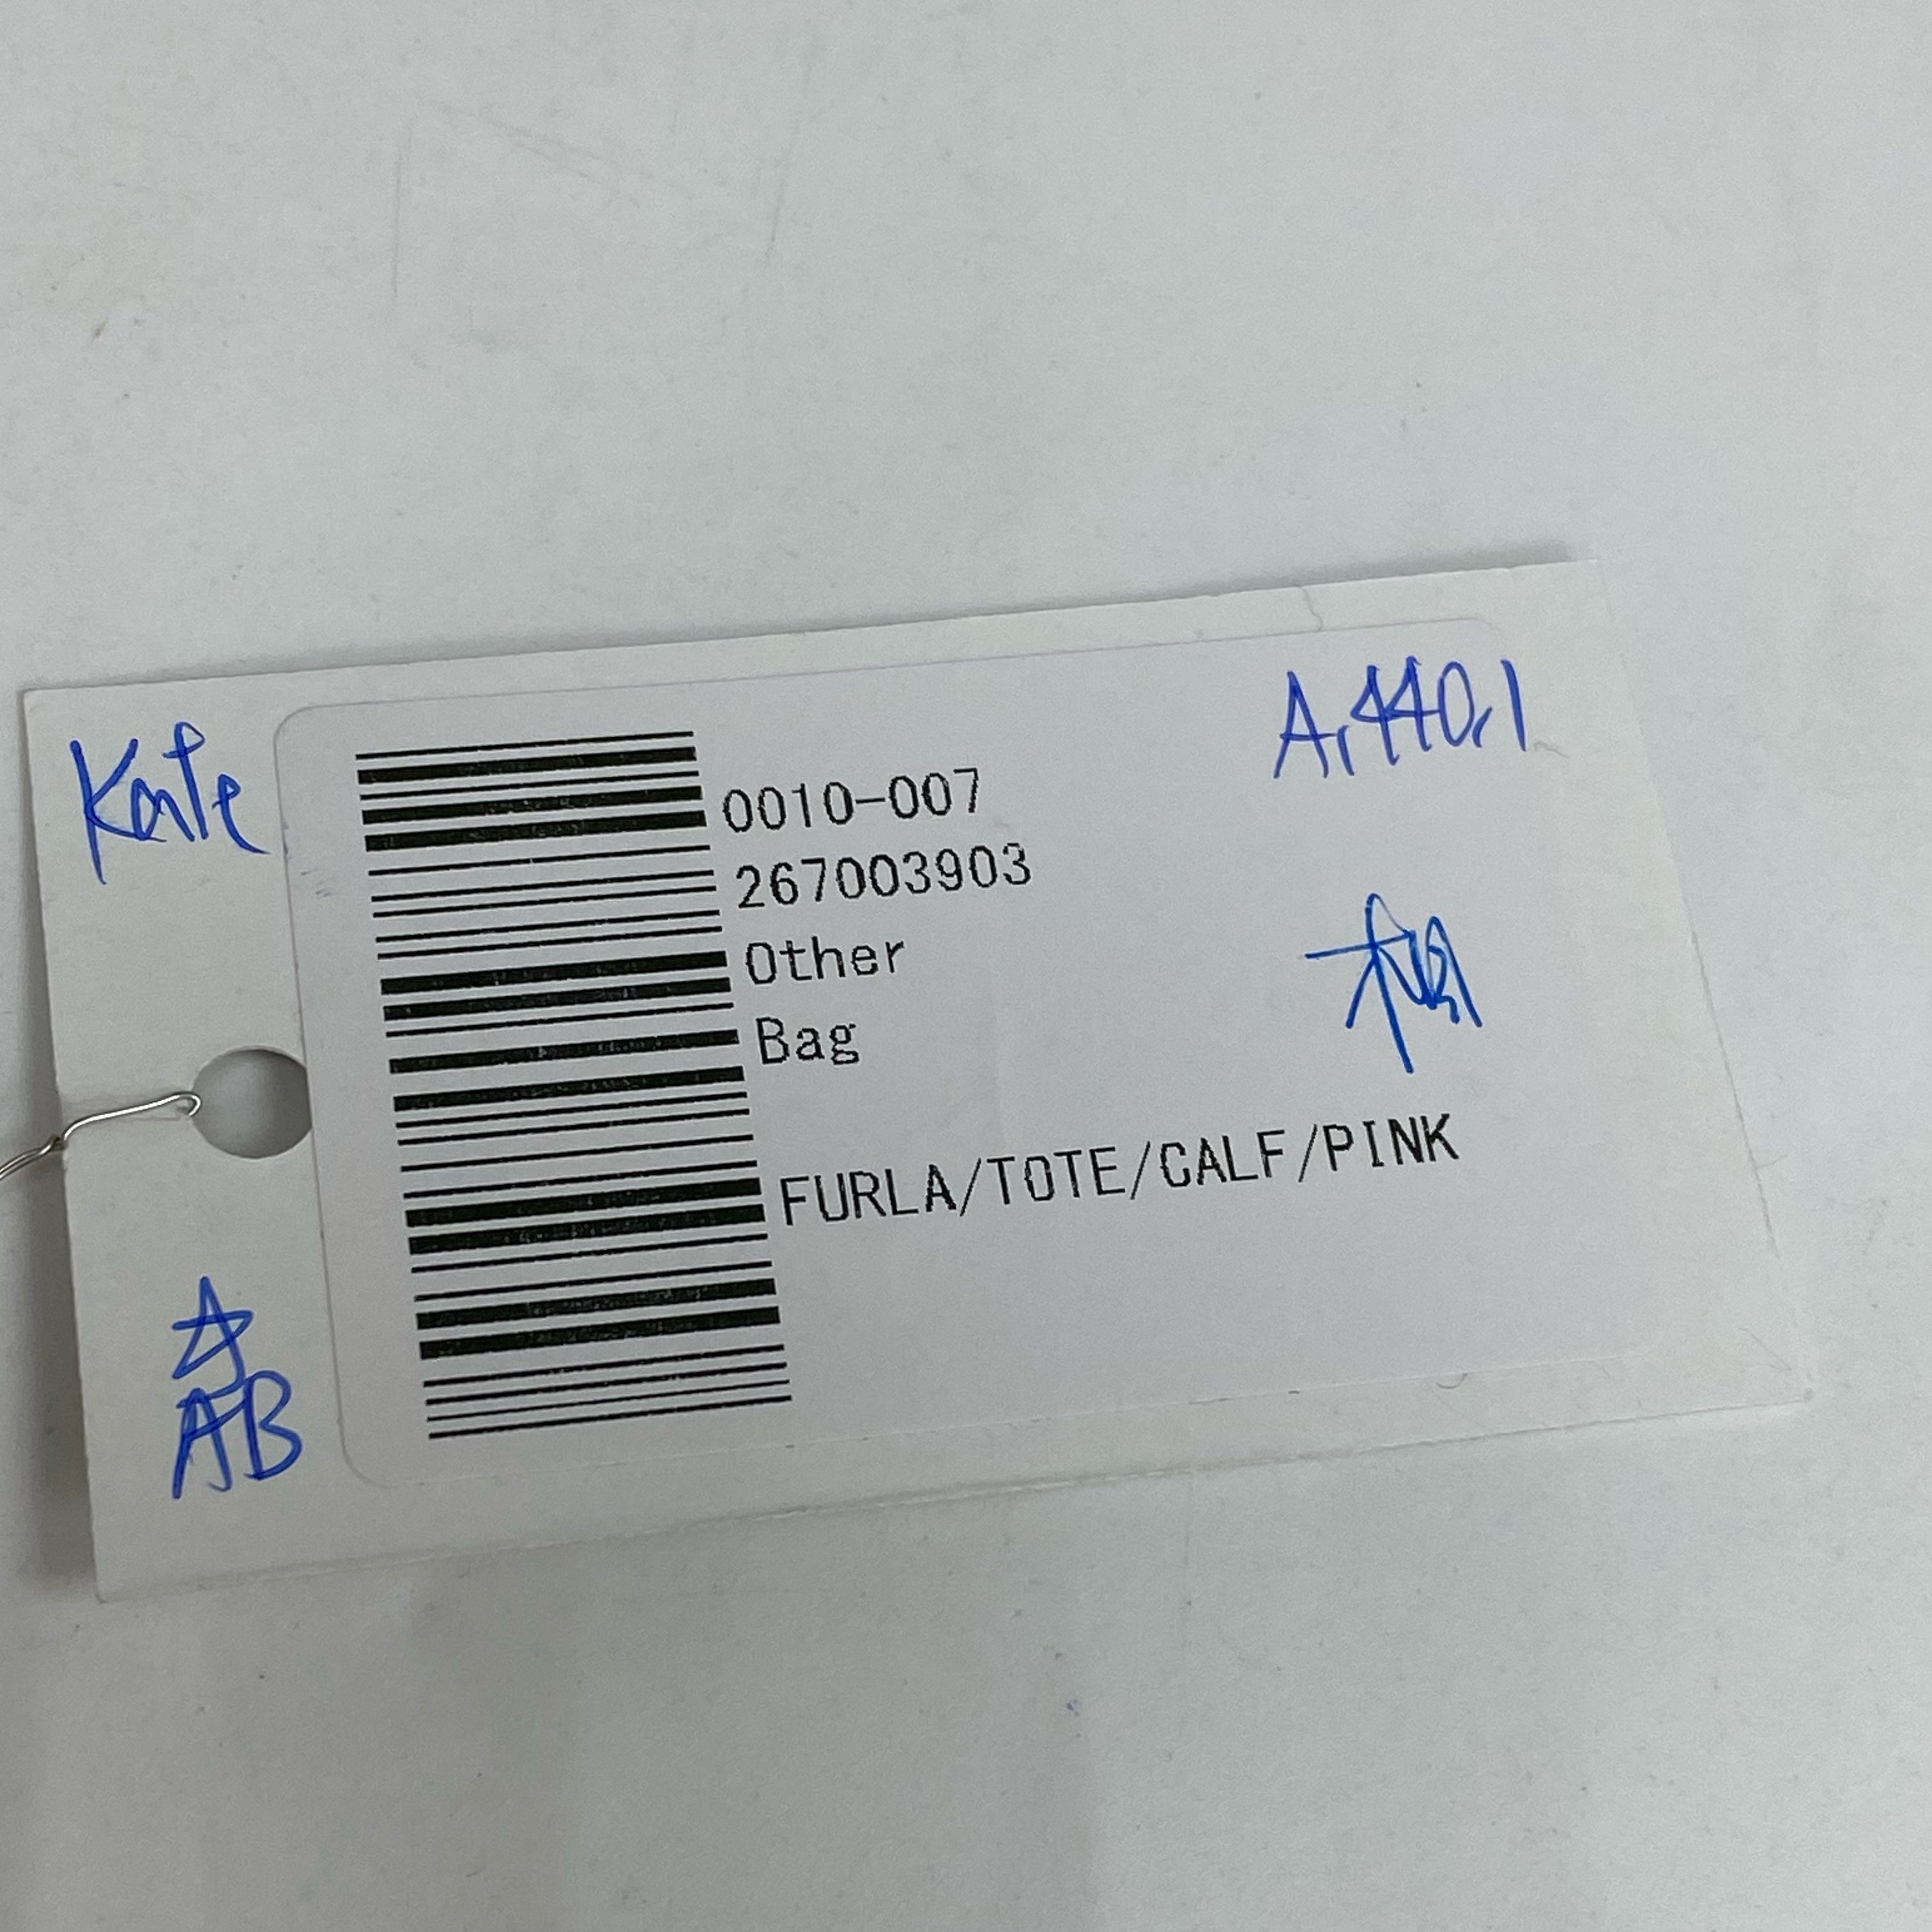 Kate
A,440,1
0010-007
267003903
Other
Bag
FURLA/TOTE/CALF/PINK
AB